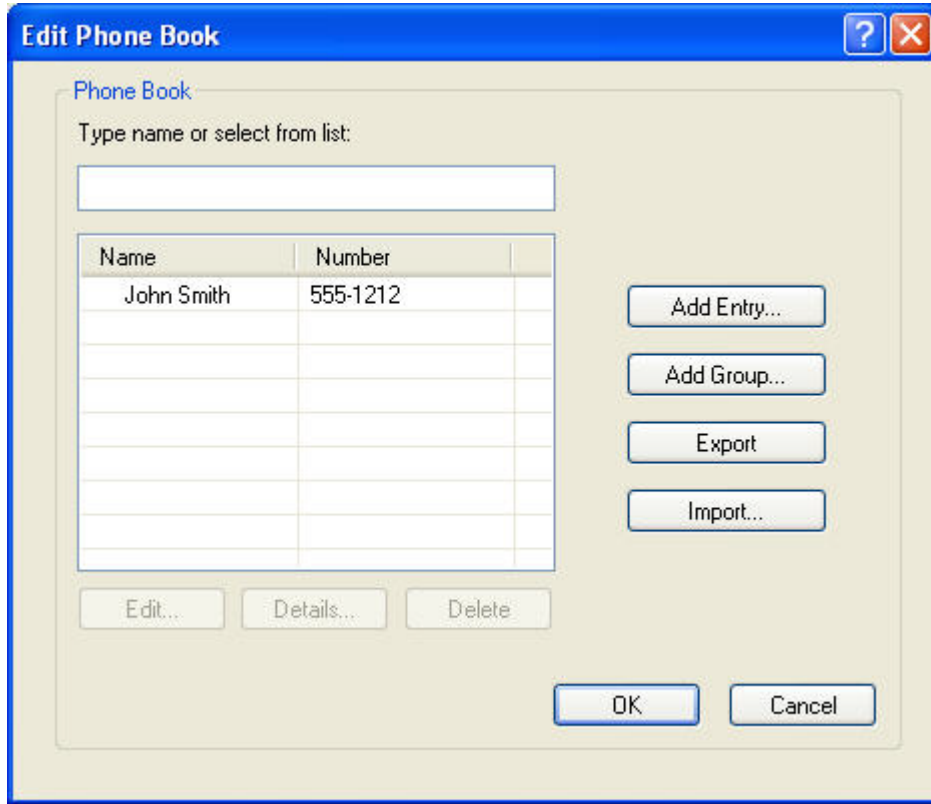 Edit Phone Book
?
Phone Book
Type name or select from list:
Name Number
John Smith 555-1212
Add Entry...
Add Group...
Export
Import...
Edit... Details... Delete
OK Cancel